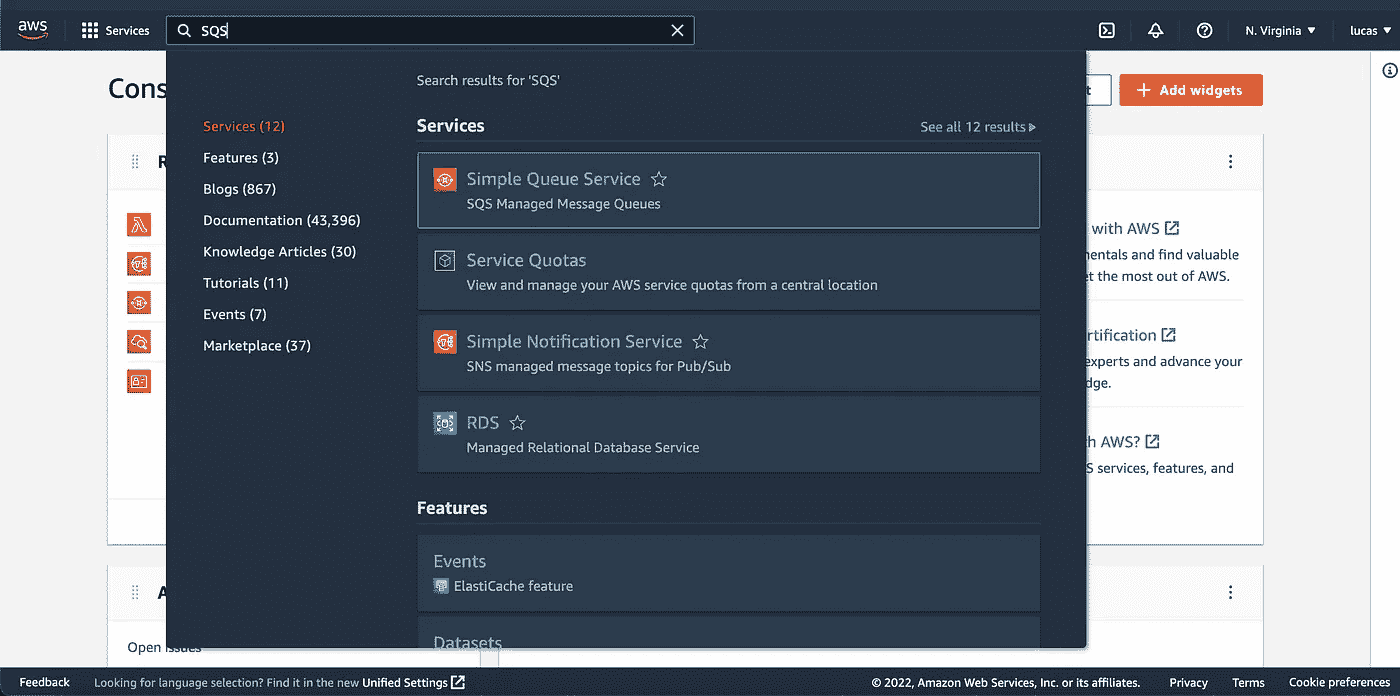 aws
Services
SQS
N. Virginia
lucas
Search results for 'SQS'
Cons
Add widgets
Services (12)
Features (3)
Blogs (867)
Documentation (43,396)
Knowledge Articles (30)
Tutorials (11)
Events (7)
Marketplace (37)
Services
See all 12 results
Simple Queue Service
SQS Managed Message Queues
Service Quotas
View and manage your AWS service quotas from a central location
Simple Notification Service
SNS managed message topics for Pub/Sub
RDS
Managed Relational Database Service
Features
Events
ElastiCache feature
Datasets
R
with AWS
entals and find valuable
et the most out of AWS.
rtification
experts and advance your
dge.
h AWS?
S services, features, and
A
Open issues
Feedback
Looking for language selection? Find it in the new Unified Settings
© 2022, Amazon Web Services, Inc. or its affiliates.
Privacy
Terms
Cookie preferences